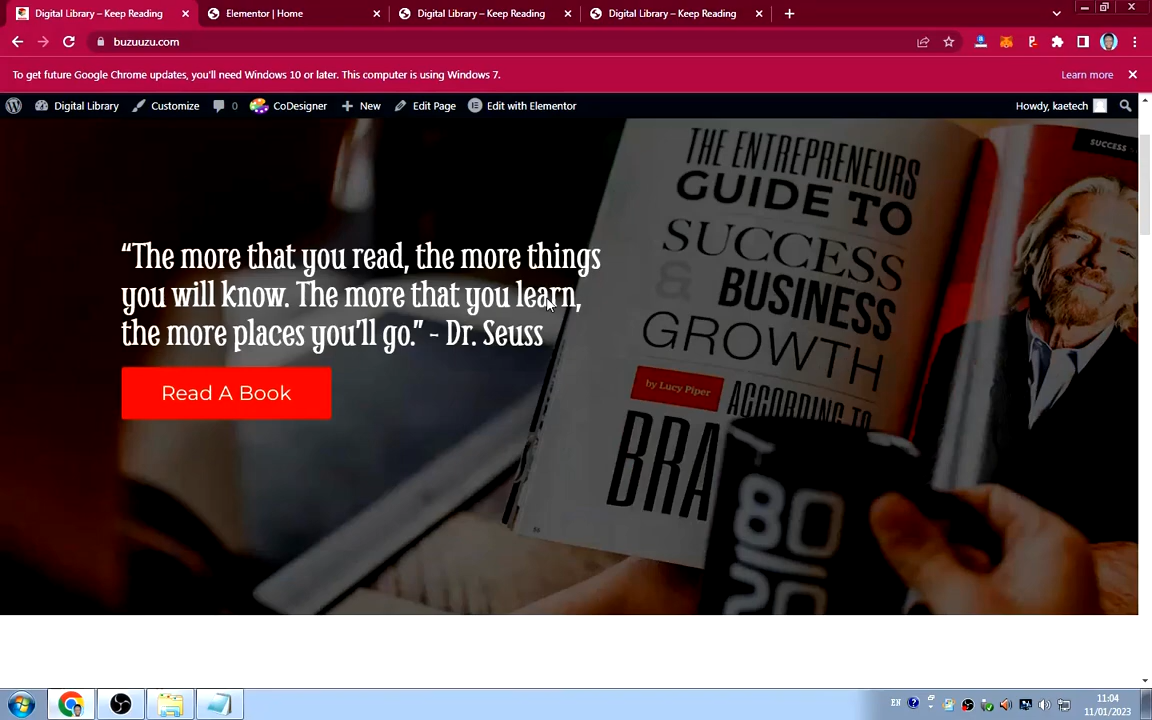 Digital Library – Keep Reading
Elementor | Home
Digital Library – Keep Reading
Digital Library – Keep Reading
buzuuzu.com
To get future Google Chrome updates, you'll need Windows 10 or later. This computer is using Windows 7.
Learn more
Digital Library
Customize
0
CoDesigner
New
Edit Page
Edit with Elementor
Howdy, kaetech
“The more that you read, the more things
you will know. The more that you learn,
the more places you’ll go.” - Dr. Seuss
Read A Book
THE ENTREPRENEURS
GUIDE TO
SUCCESS
& BUSINESS
GROWTH
by Lucy Piper
ACCORDING TO
BRA
SUCCESS
EN
11:04
11/01/2023